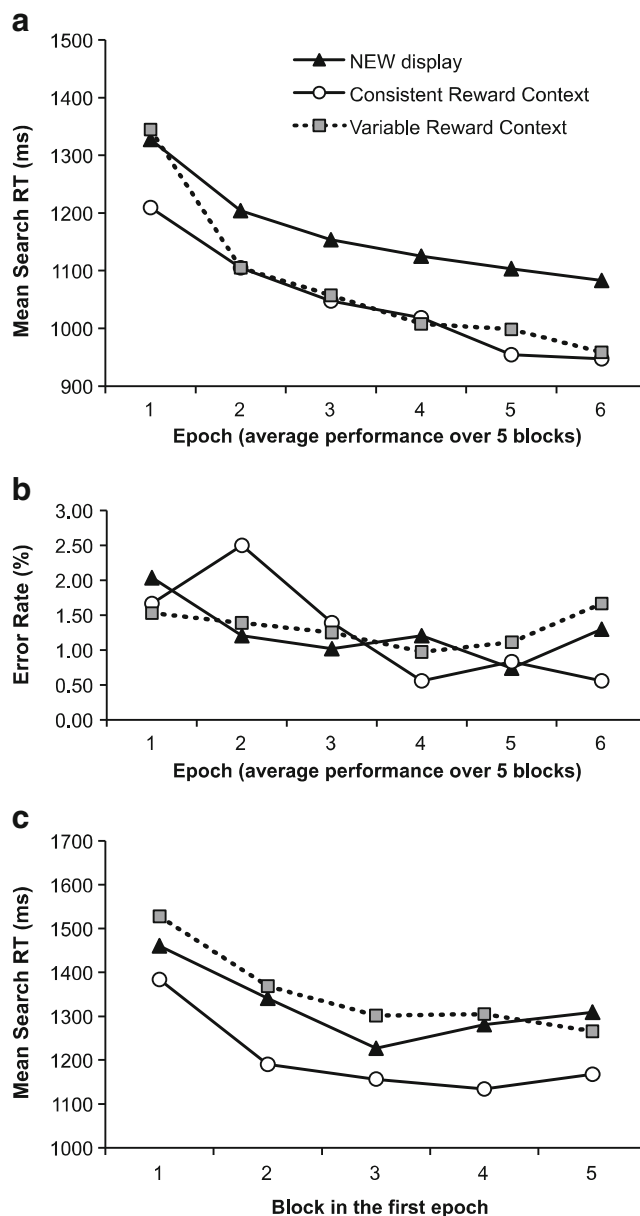 a
1500
1400
1300
1200
1100
1000
900
Mean Search RT (ms)
NEW display
Consistent Reward Context
Variable Reward Context
1 2 3 4 5 6
Epoch (average performance over 5 blocks)
b
3.00
2.50
2.00
1.50
1.00
0.50
0.00
Error Rate (%)
1 2 3 4 5 6
Epoch (average performance over 5 blocks)
c
1700
1600
1500
1400
1300
1200
1100
1000
Mean Search RT (ms)
1 2 3 4 5
Block in the first epoch